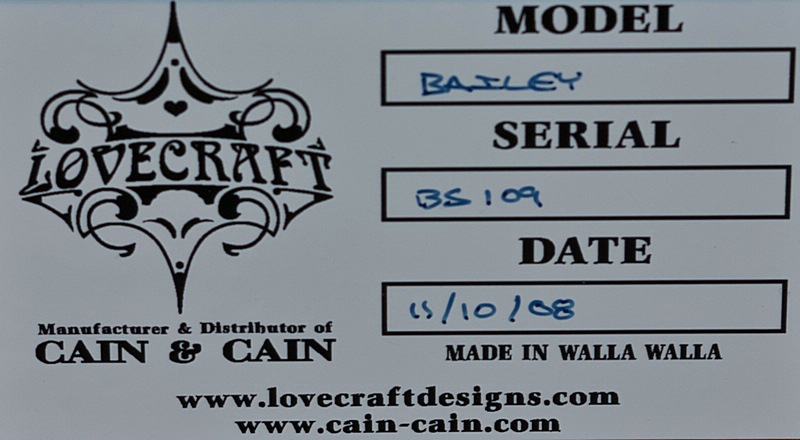 LOVECRAFT
Manufacturer & Distributor of
CAIN & CAIN
MODEL
BAILEY
SERIAL
BS109
DATE
11/10/08
MADE IN WALLA WALLA
www.lovecraftdesigns.com
www.cain-cain.com